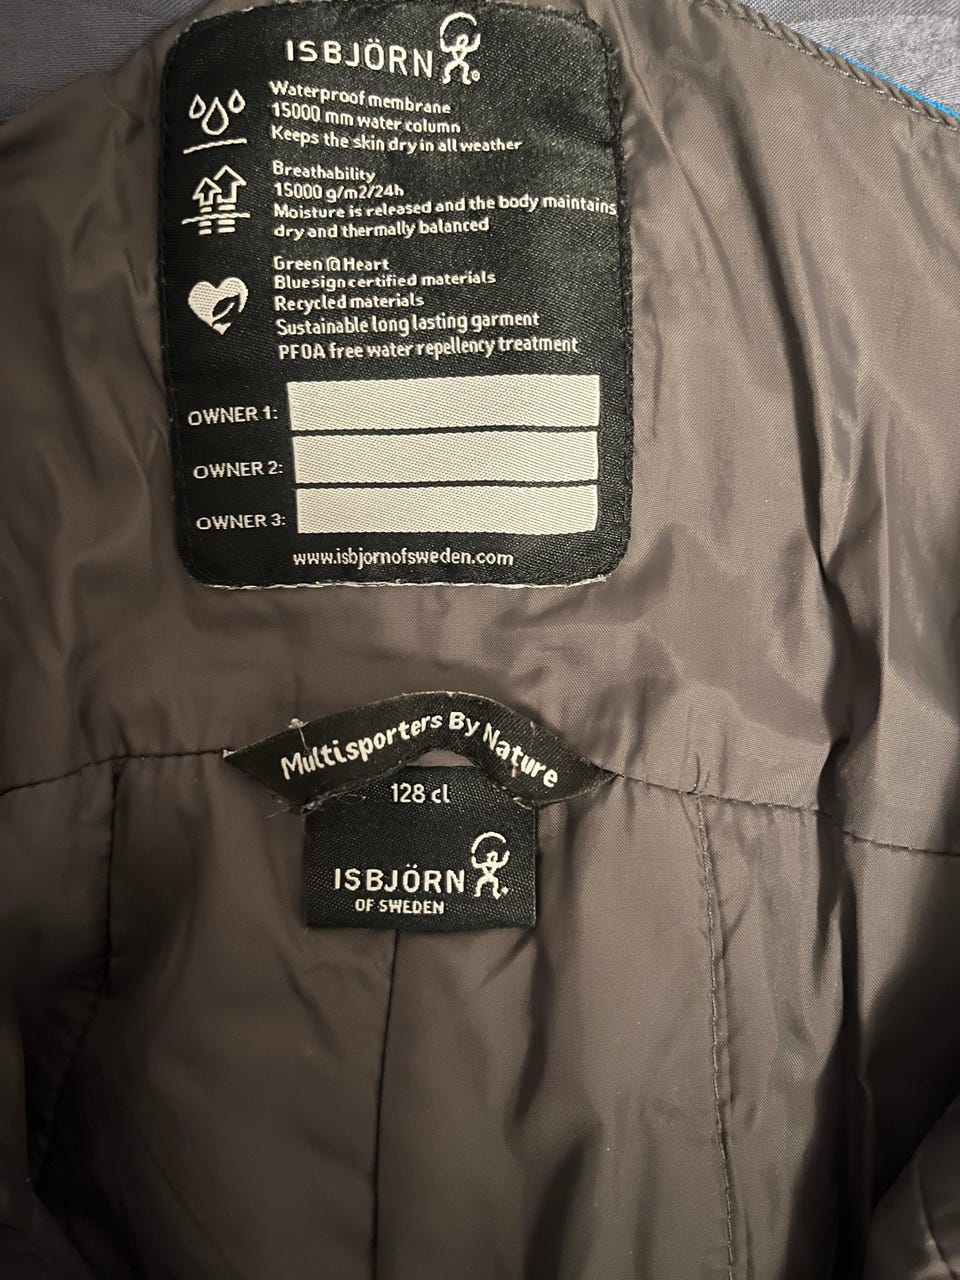 ISBJÖRN
Waterproof membrane
15000 mm water column
Keeps the skin dry in all weather
Breathability
15000 g/m2/24h
Moisture is released and the body maintains
dry and thermally balanced
Green@Heart
Bluesign certified materials
Recycled materials
Sustainable long lasting garment
PFOA free water repellency treatment
OWNER 1:
OWNER 2:
OWNER 3:
www.isbjornofsweden.com
Multisporters By Nature
128 cl
ISBJÖRN
OF SWEDEN